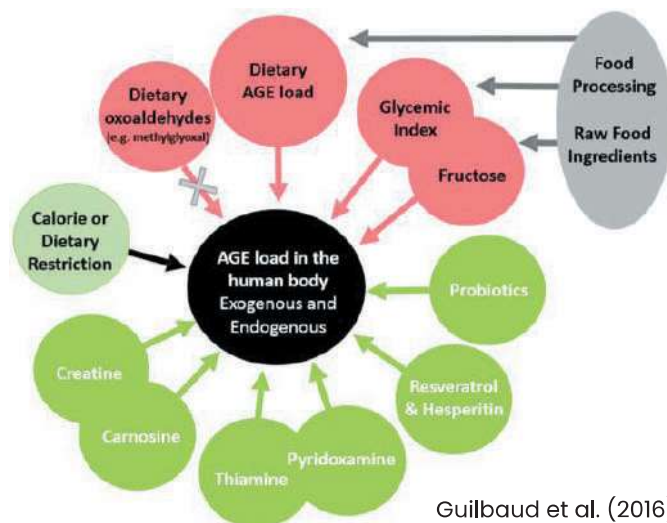 Dietary
AGE load
Food
Processing
Raw Food
Ingredients
Dietary
oxoaldehydes
(e.g. methylglyoxal)
Glycemic
Index
Fructose
Calorie or
Dietary
Restriction
AGE load in the
human body
Exogenous and
Endogenous
Probiotics
Creatine
Carnosine
Resveratrol
& Hesperitin
Thiamine
Pyridoxamine
Guilbaud et al. (2016